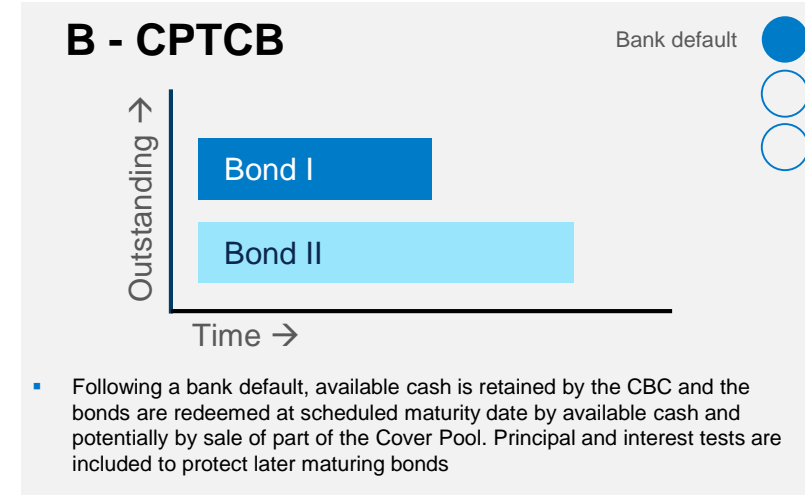 B - CPTCB
Bank default
Outstanding →
Bond I
Bond II
Time →
▪ Following a bank default, available cash is retained by the CBC and the
bonds are redeemed at scheduled maturity date by available cash and
potentially by sale of part of the Cover Pool. Principal and interest tests are
included to protect later maturing bonds